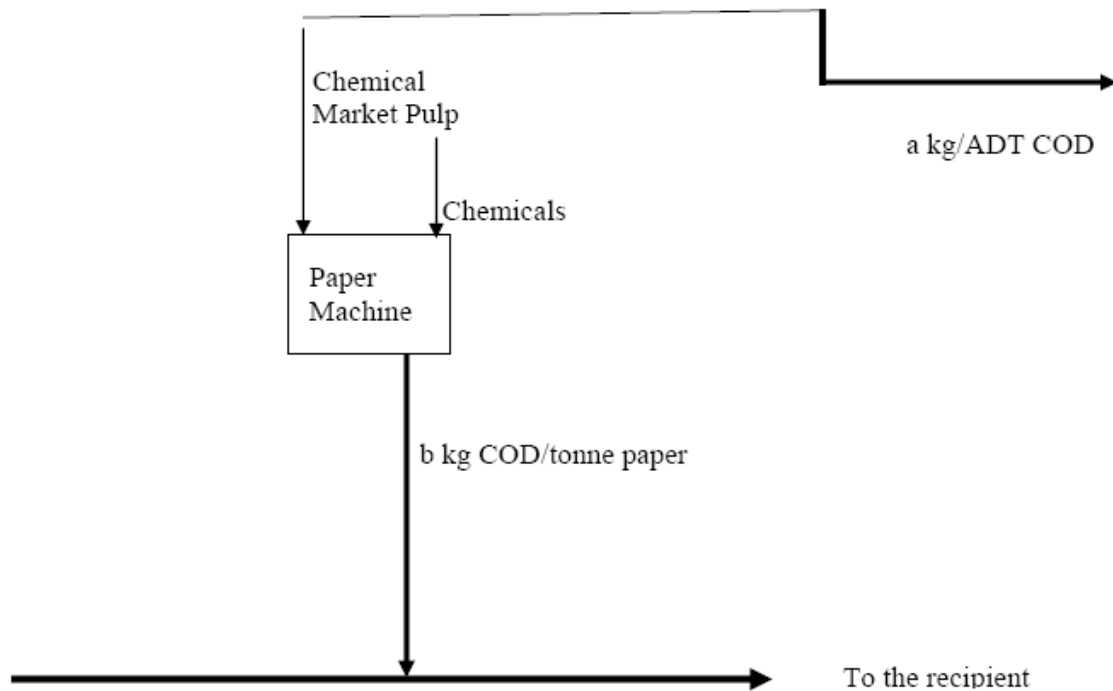 Chemical
Market Pulp
a kg/ADT COD
Chemicals
Paper
Machine
b kg COD/tonne paper
To the recipient